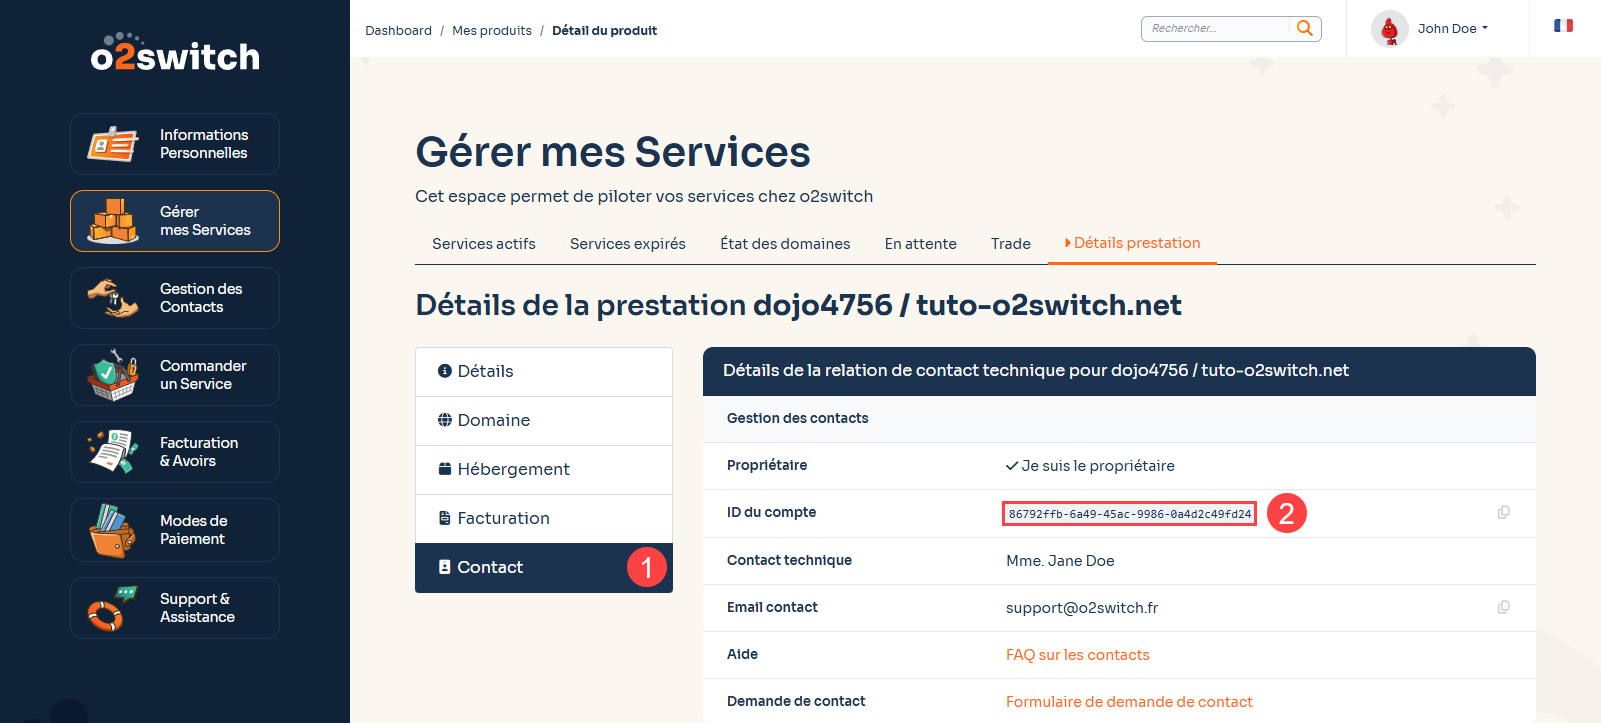 o2switch
Informations
Personnelles
Gérer
mes Services
Gestion des
Contacts
Commander
un Service
Facturation
& Avoirs
Modes de
Paiement
Support &
Assistance
Dashboard / Mes produits / Détail du produit
Rechercher...
John Doe
Gérer mes Services
Cet espace permet de piloter vos services chez o2switch
Services actifs Services expirés État des domaines En attente Trade Détails prestation
Détails de la prestation dojo4756 / tuto-o2switch.net
Détails
Domaine
Hébergement
Facturation
Contact 1
Détails de la relation de contact technique pour dojo4756 / tuto-o2switch.net
Gestion des contacts
Propriétaire Je suis le propriétaire
ID du compte 86792ffb-6a49-45ac-9986-0a4d2c49fd24 2
Contact technique Mme. Jane Doe
Email contact support@o2switch.fr
Aide FAQ sur les contacts
Demande de contact Formulaire de demande de contact